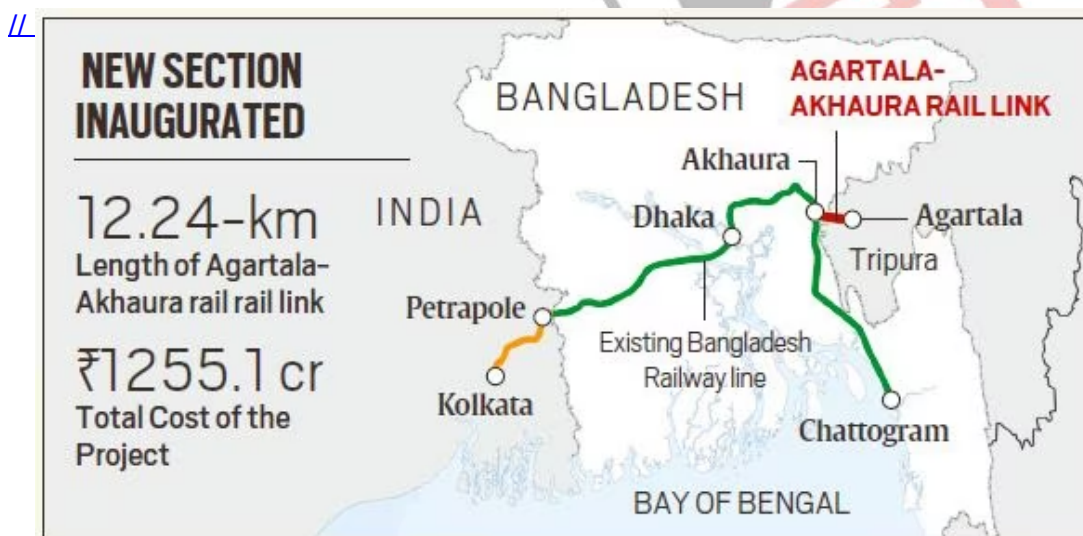 //
NEW SECTION
INAUGURATED
12.24-km
Length of Agartala-
Akhaura rail rail link
₹1255.1 cr
Total Cost of the
Project
BANGLADESH
AGARTALA-
AKHAURA RAIL LINK
Akhaura
INDIA
Dhaka
Agartala
Tripura
Petrapole
Existing Bangladesh
Railway line
Kolkata
Chattogram
BAY OF BENGAL